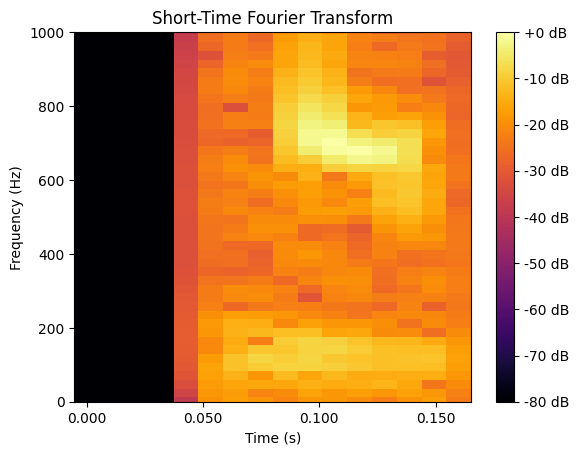 Short-Time Fourier Transform
1000
800
600
400
200
0
Frequency (Hz)
0.000
0.050
0.100
0.150
Time (s)
+0 dB
-10 dB
-20 dB
-30 dB
-40 dB
-50 dB
-60 dB
-70 dB
-80 dB